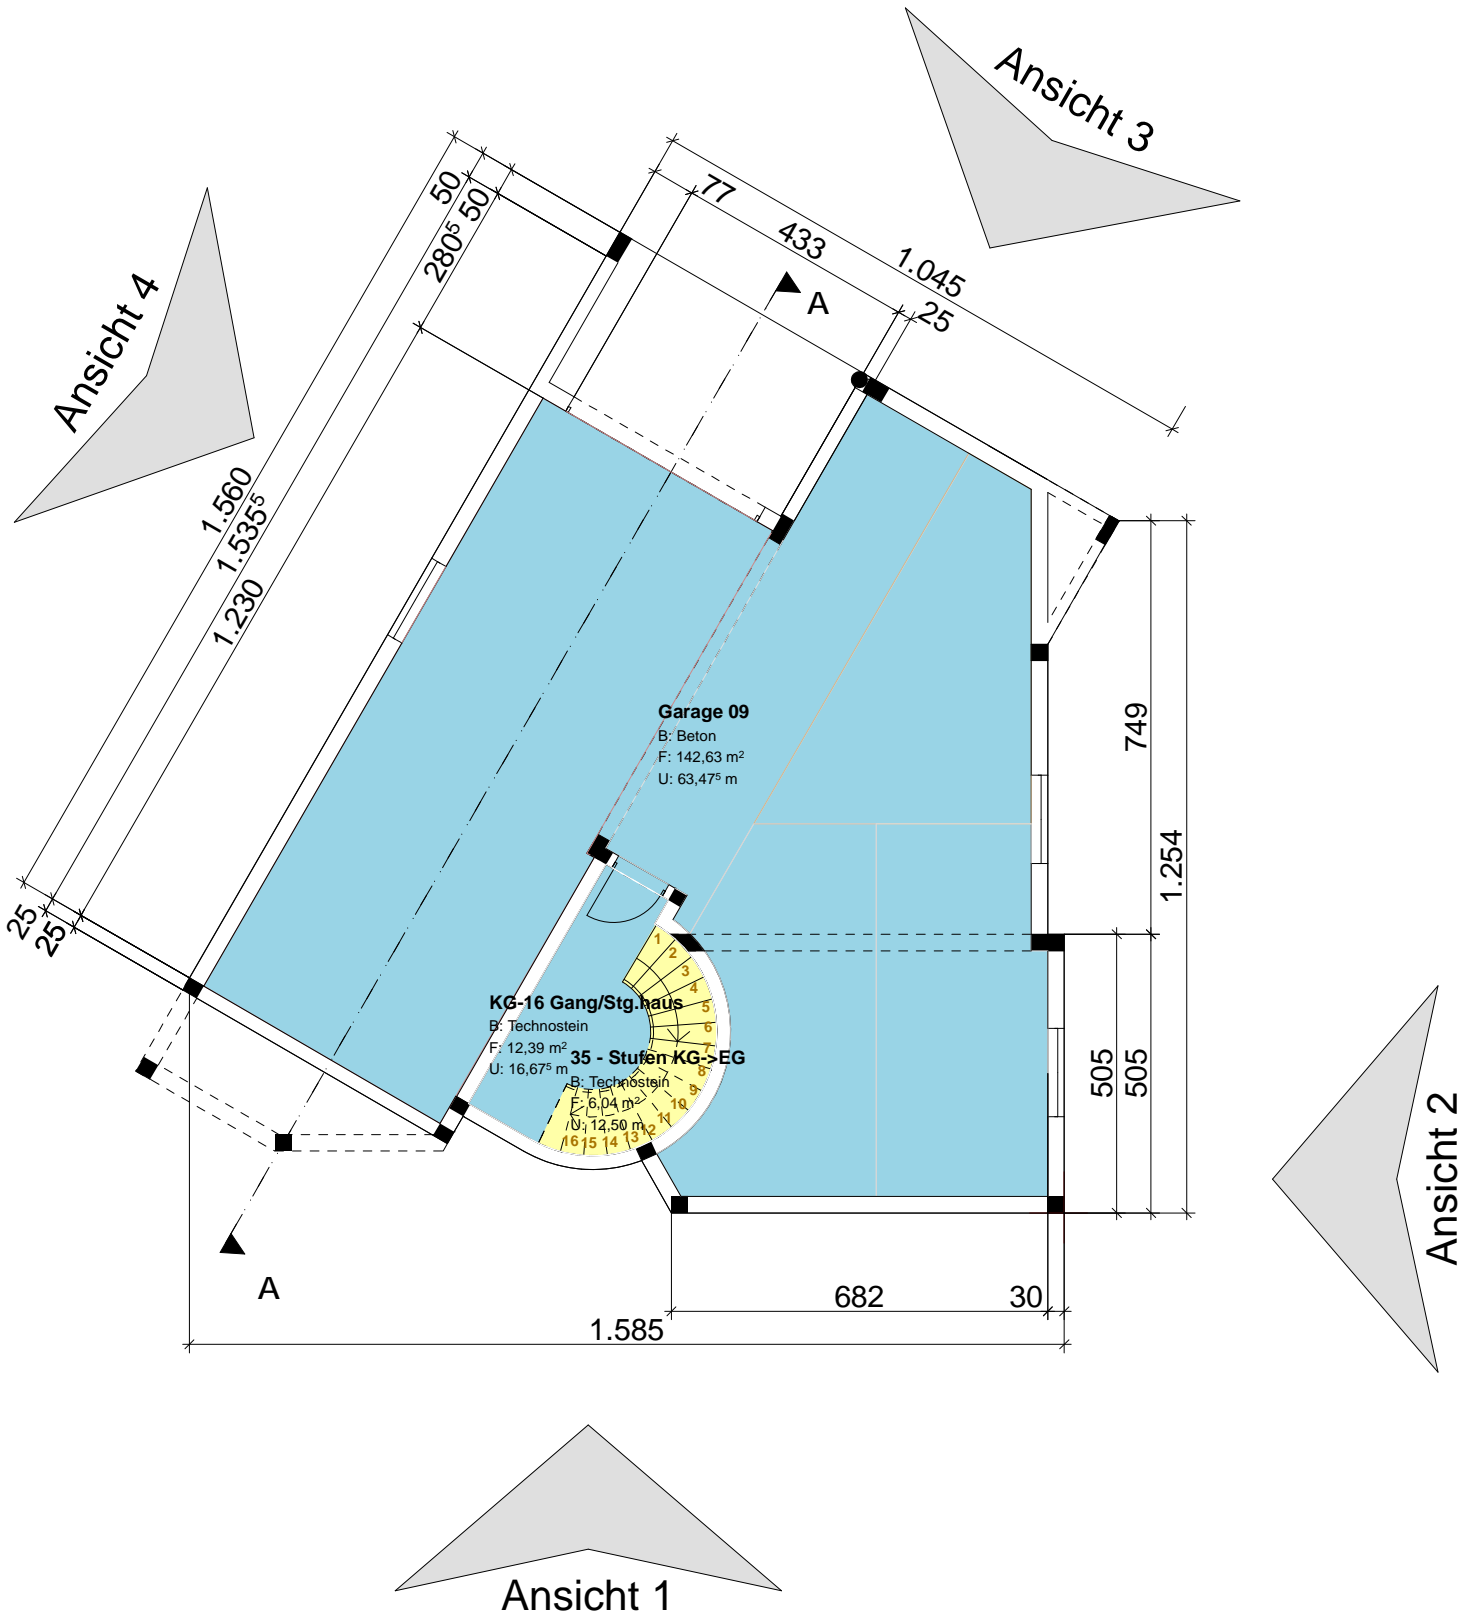 Ansicht 3
77
433
1.045
25
50
50
280⁵
A
Ansicht 4
1.560
1.535⁵
1.230
Garage 09
B: Beton
F: 142,63 m²
U: 63,47⁵ m
749
1.254
25
25
KG-16 Gang/Stg.haus
B: Technostein
F: 12,39 m²
U: 16,67⁵ m
35 - Stufen KG->EG
B: Technostein
F: 6,04 m²
U: 12,50 m
1
2
3
4
5
6
7
8
9
10
11
12
13
14
15
16
505
505
Ansicht 2
A
682
30
1.585
Ansicht 1